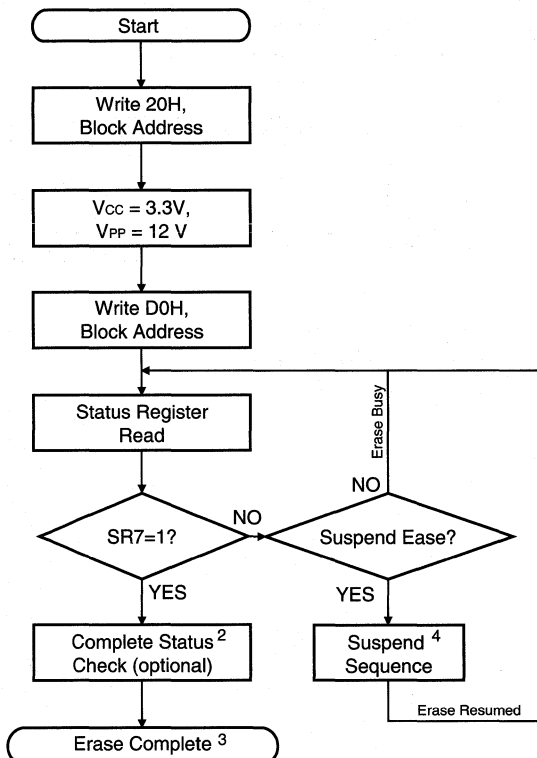 Start
Write 20H,
Block Address
VCC = 3.3V,
VPP = 12 V
Write D0H,
Block Address
Status Register
Read
Erase Busy
SR7=1?
NO
Suspend Ease?
NO
YES
YES
Complete Status 2
Check (optional)
Suspend 4
Sequence
Erase Resumed
Erase Complete 3